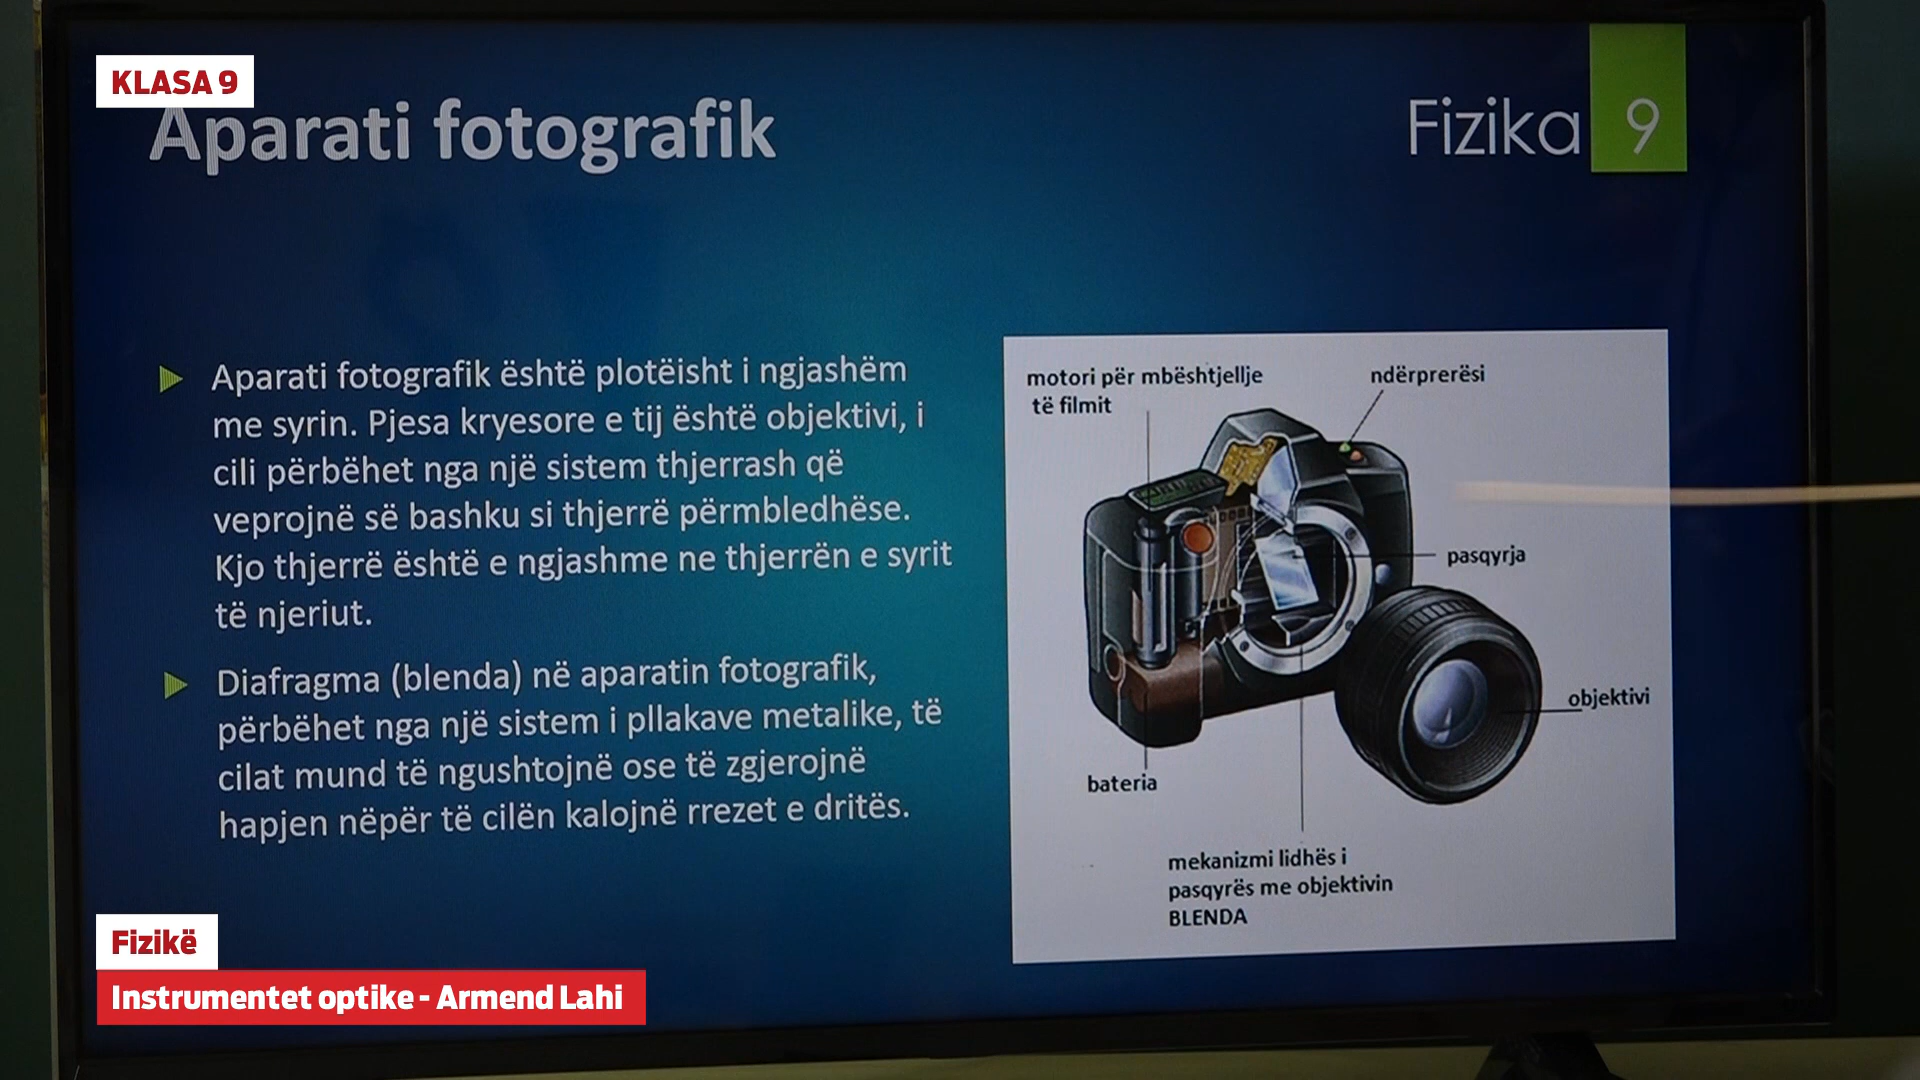 KLASA 9
Aparati fotografik
Fizika 9
Aparati fotografik është plotëisht i ngjashëm
me syrin. Pjesa kryesore e tij është objektivi, i
cili përbëhet nga një sistem thjerrash që
veprojnë së bashku si thjerrë përmbledhëse.
Kjo thjerrë është e ngjashme ne thjerrën e syrit
të njeriut.
Diafragma (blenda) në aparatin fotografik,
përbëhet nga një sistem i pllakave metalike, të
cilat mund të ngushtojnë ose të zgjerojnë
hapjen nëpër të cilën kalojnë rrezet e dritës.
motori për mbështjellje
të filmit
ndërprerësi
pasqyrja
objektivi
bateria
mekanizmi lidhës i
pasqyrës me objektivin
BLENDA
Fizikë
Instrumentet optike - Armend Lahi